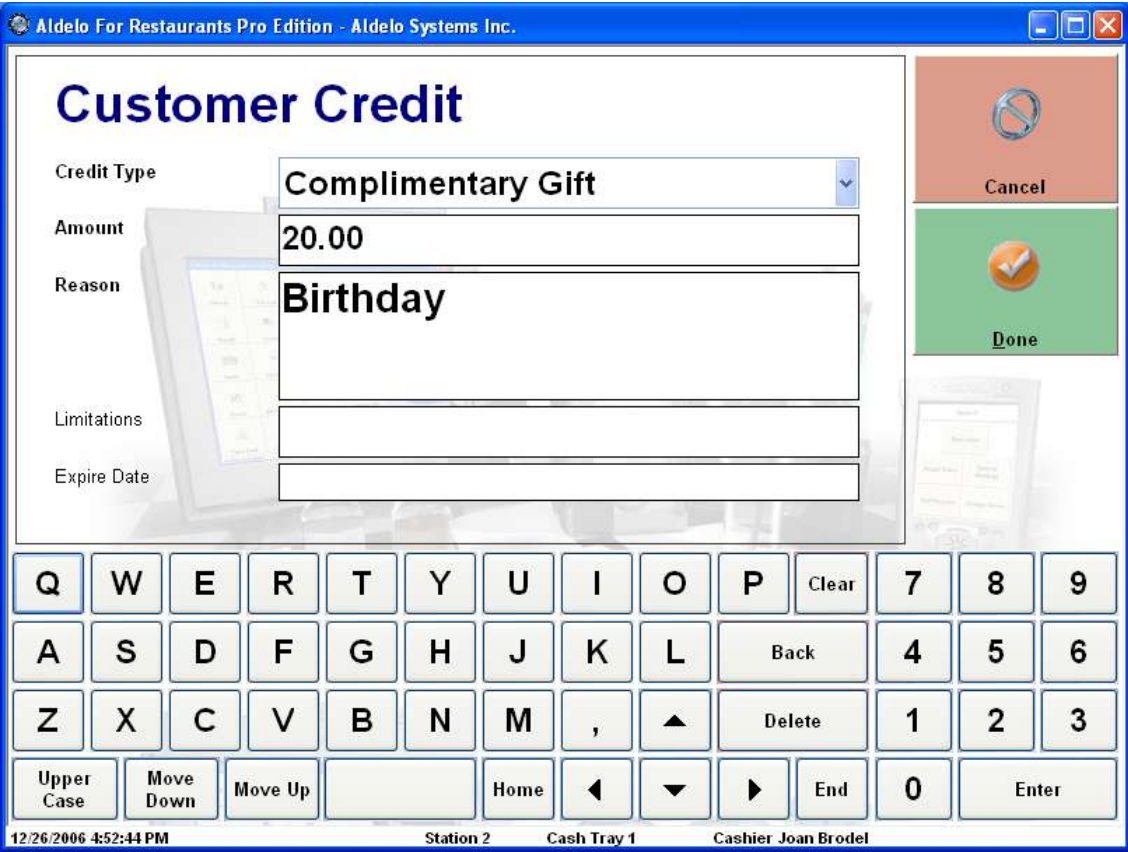 Aldelo For Restaurants Pro Edition - Aldelo Systems Inc.
Customer Credit
Credit Type
Complimentary Gift
Cancel
Amount
20.00
Reason
Birthday
Done
Limitations
Expire Date
Q W E R T Y U I O P Clear 7 8 9
A S D F G H J K L Back 4 5 6
Z X C V B N M , Delete 1 2 3
Upper Case Move Down Move Up Home End 0 Enter
12/26/2006 4:52:44 PM Station 2 Cash Tray 1 Cashier Joan Brodel